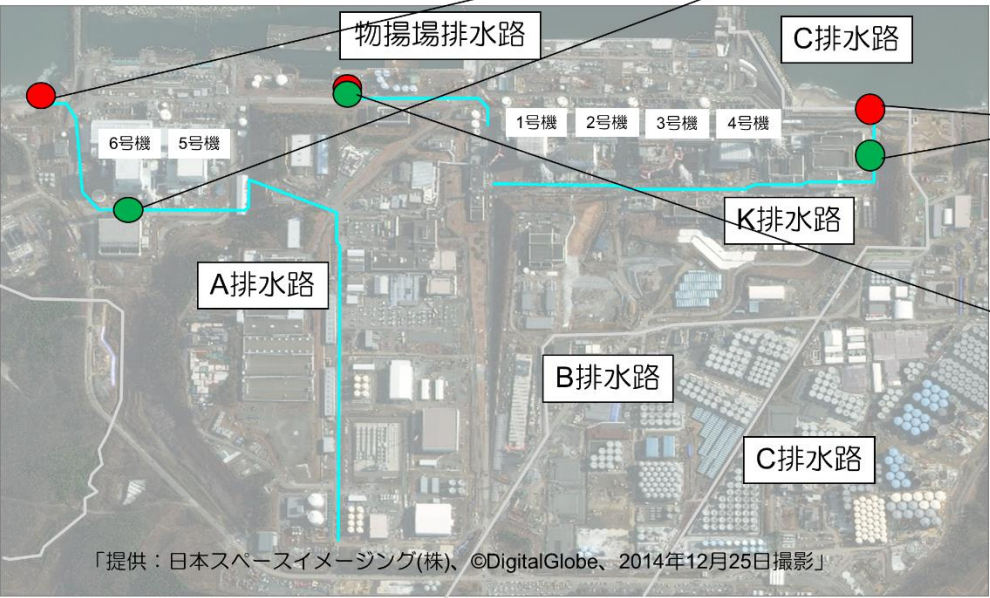 物揚場排水路
C排水路
1号機
2号機
3号機
4号機
6号機
5号機
K排水路
A排水路
B排水路
C排水路
「提供：日本スペースイメージング(株)、©DigitalGlobe、2014年12月25日撮影」